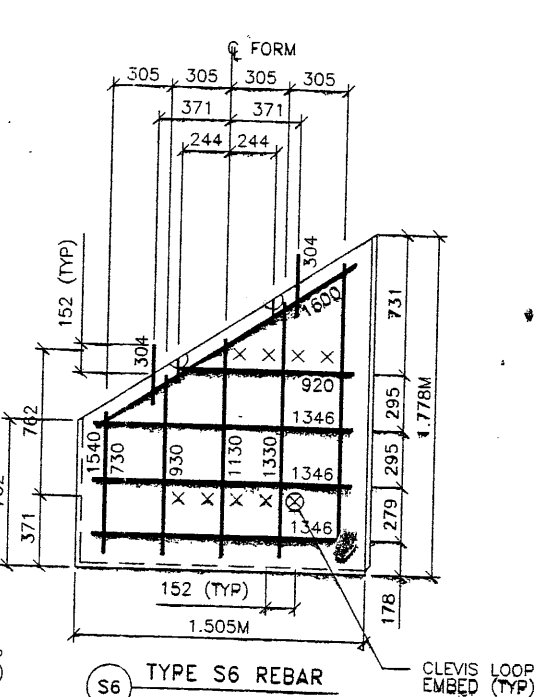 ℄ FORM
305 305 305 305
371 371
244 244
152 (TYP)
304
304
1600
731
920
1346
295
1.778M
762
1540
730
930
1130
1330
1346
295
371
1346
279
152 (TYP)
178
1.505M
S6 TYPE S6 REBAR
CLEVIS LOOP
EMBED (TYP)